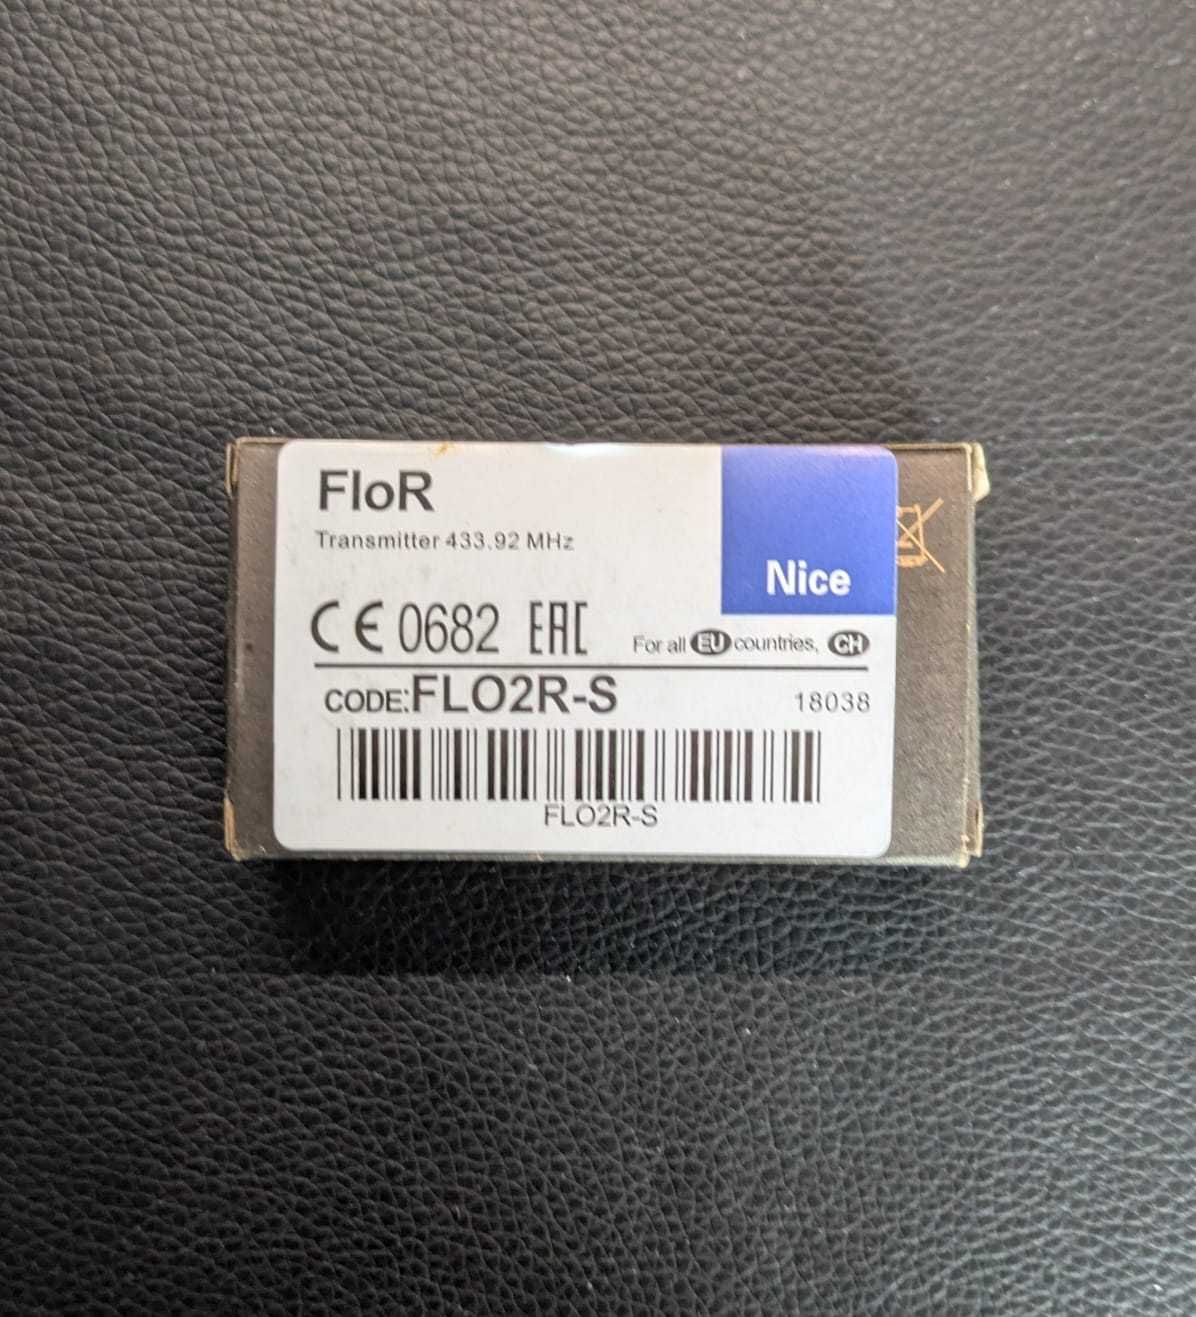 FloR
Transmitter 433.92 MHz
Nice
CE 0682 EAC
For all EU countries, CH
CODE:FLO2R-S
18038
FLO2R-S